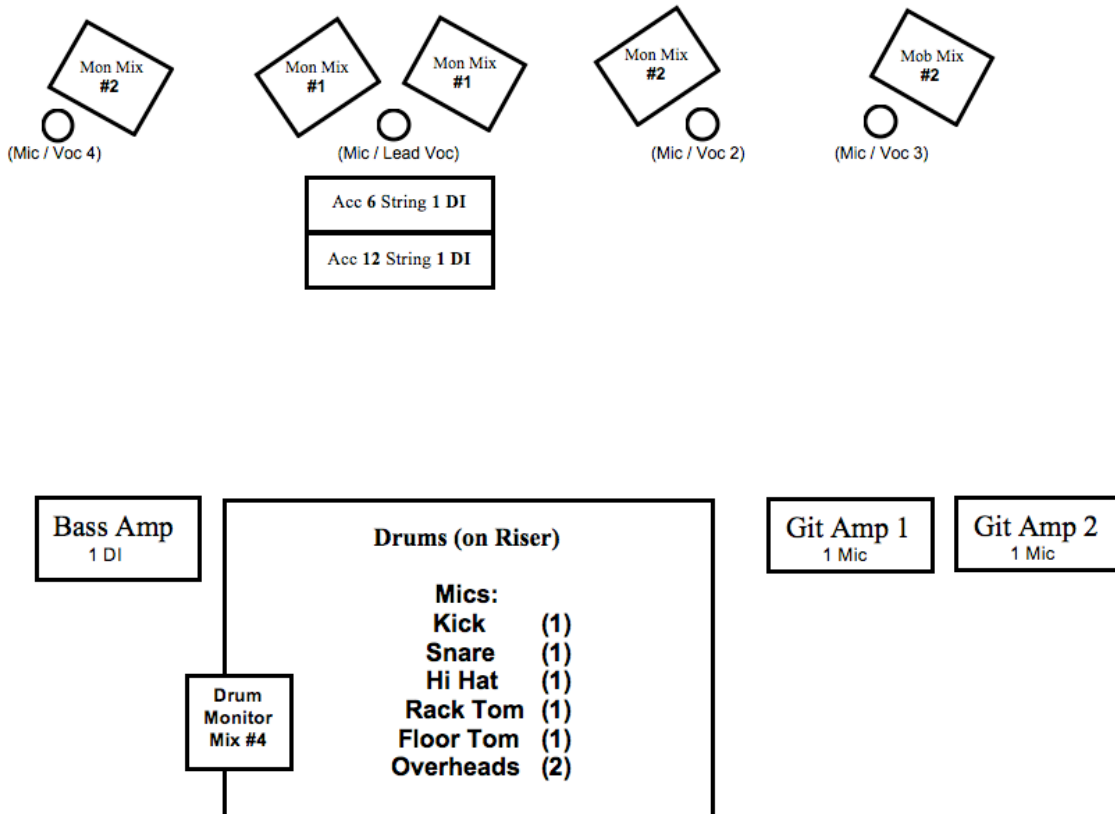 Mon Mix
#2
Mon Mix
#1
Mon Mix
#1
Mon Mix
#2
Mob Mix
#2
(Mic / Voc 4)
(Mic / Lead Voc)
(Mic / Voc 2)
(Mic / Voc 3)
Acc 6 String 1 DI
Acc 12 String 1 DI
Bass Amp
1 DI
Drums (on Riser)
Mics:
Kick (1)
Snare (1)
Hi Hat (1)
Rack Tom (1)
Floor Tom (1)
Overheads (2)
Drum
Monitor
Mix #4
Git Amp 1
1 Mic
Git Amp 2
1 Mic